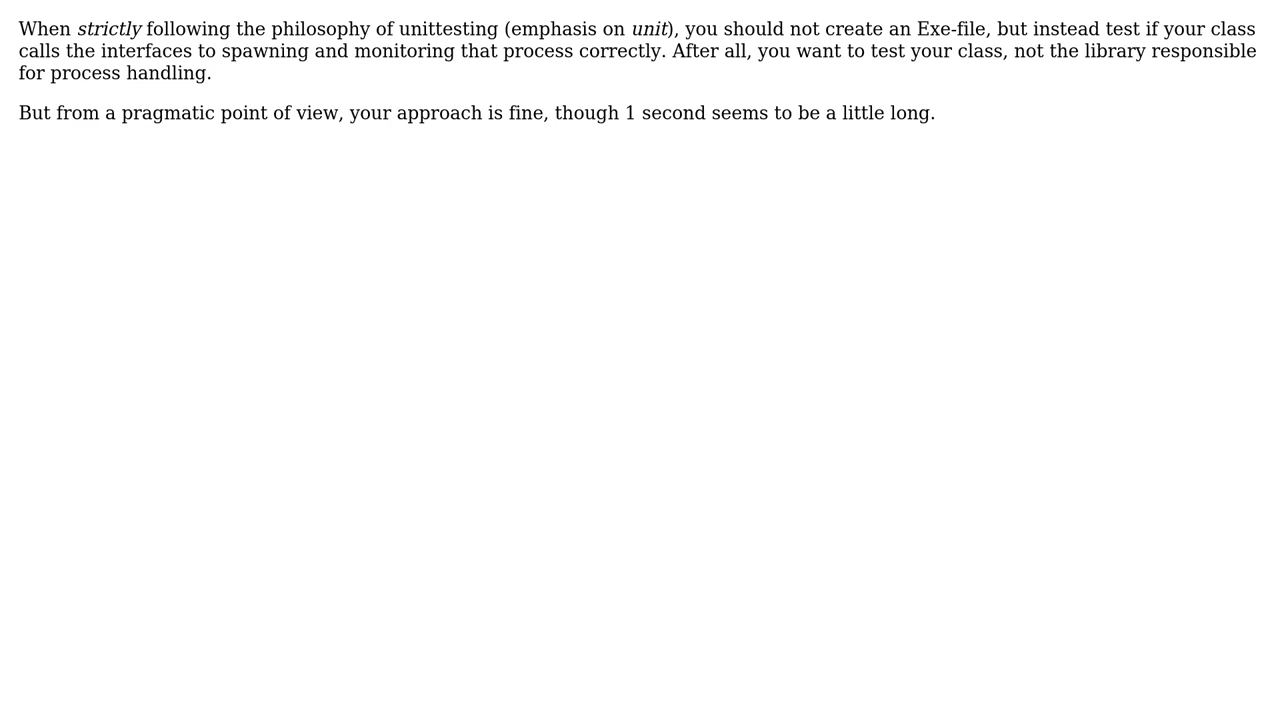 When strictly following the philosophy of unittesting (emphasis on unit), you should not create an Exe-file, but instead test if your class
calls the interfaces to spawning and monitoring that process correctly. After all, you want to test your class, not the library responsible
for process handling.
But from a pragmatic point of view, your approach is fine, though 1 second seems to be a little long.